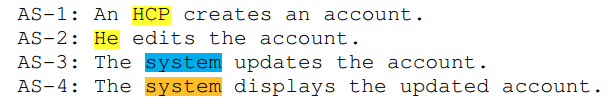 AS-1: An HCP creates an account.
AS-2: He edits the account.
AS-3: The system updates the account.
AS-4: The system displays the updated account.